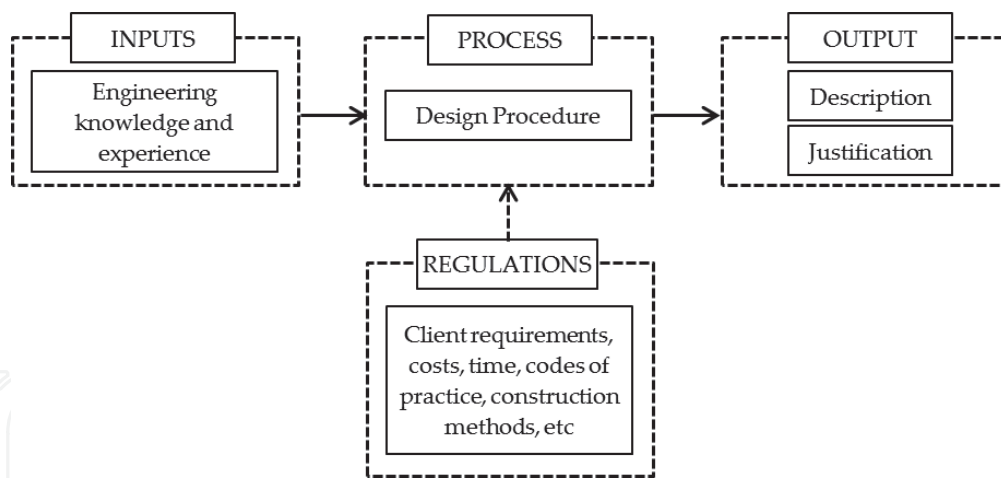 INPUTS
Engineering
knowledge and
experience
PROCESS
Design Procedure
OUTPUT
Description
Justification
REGULATIONS
Client requirements,
costs, time, codes of
practice, construction
methods, etc